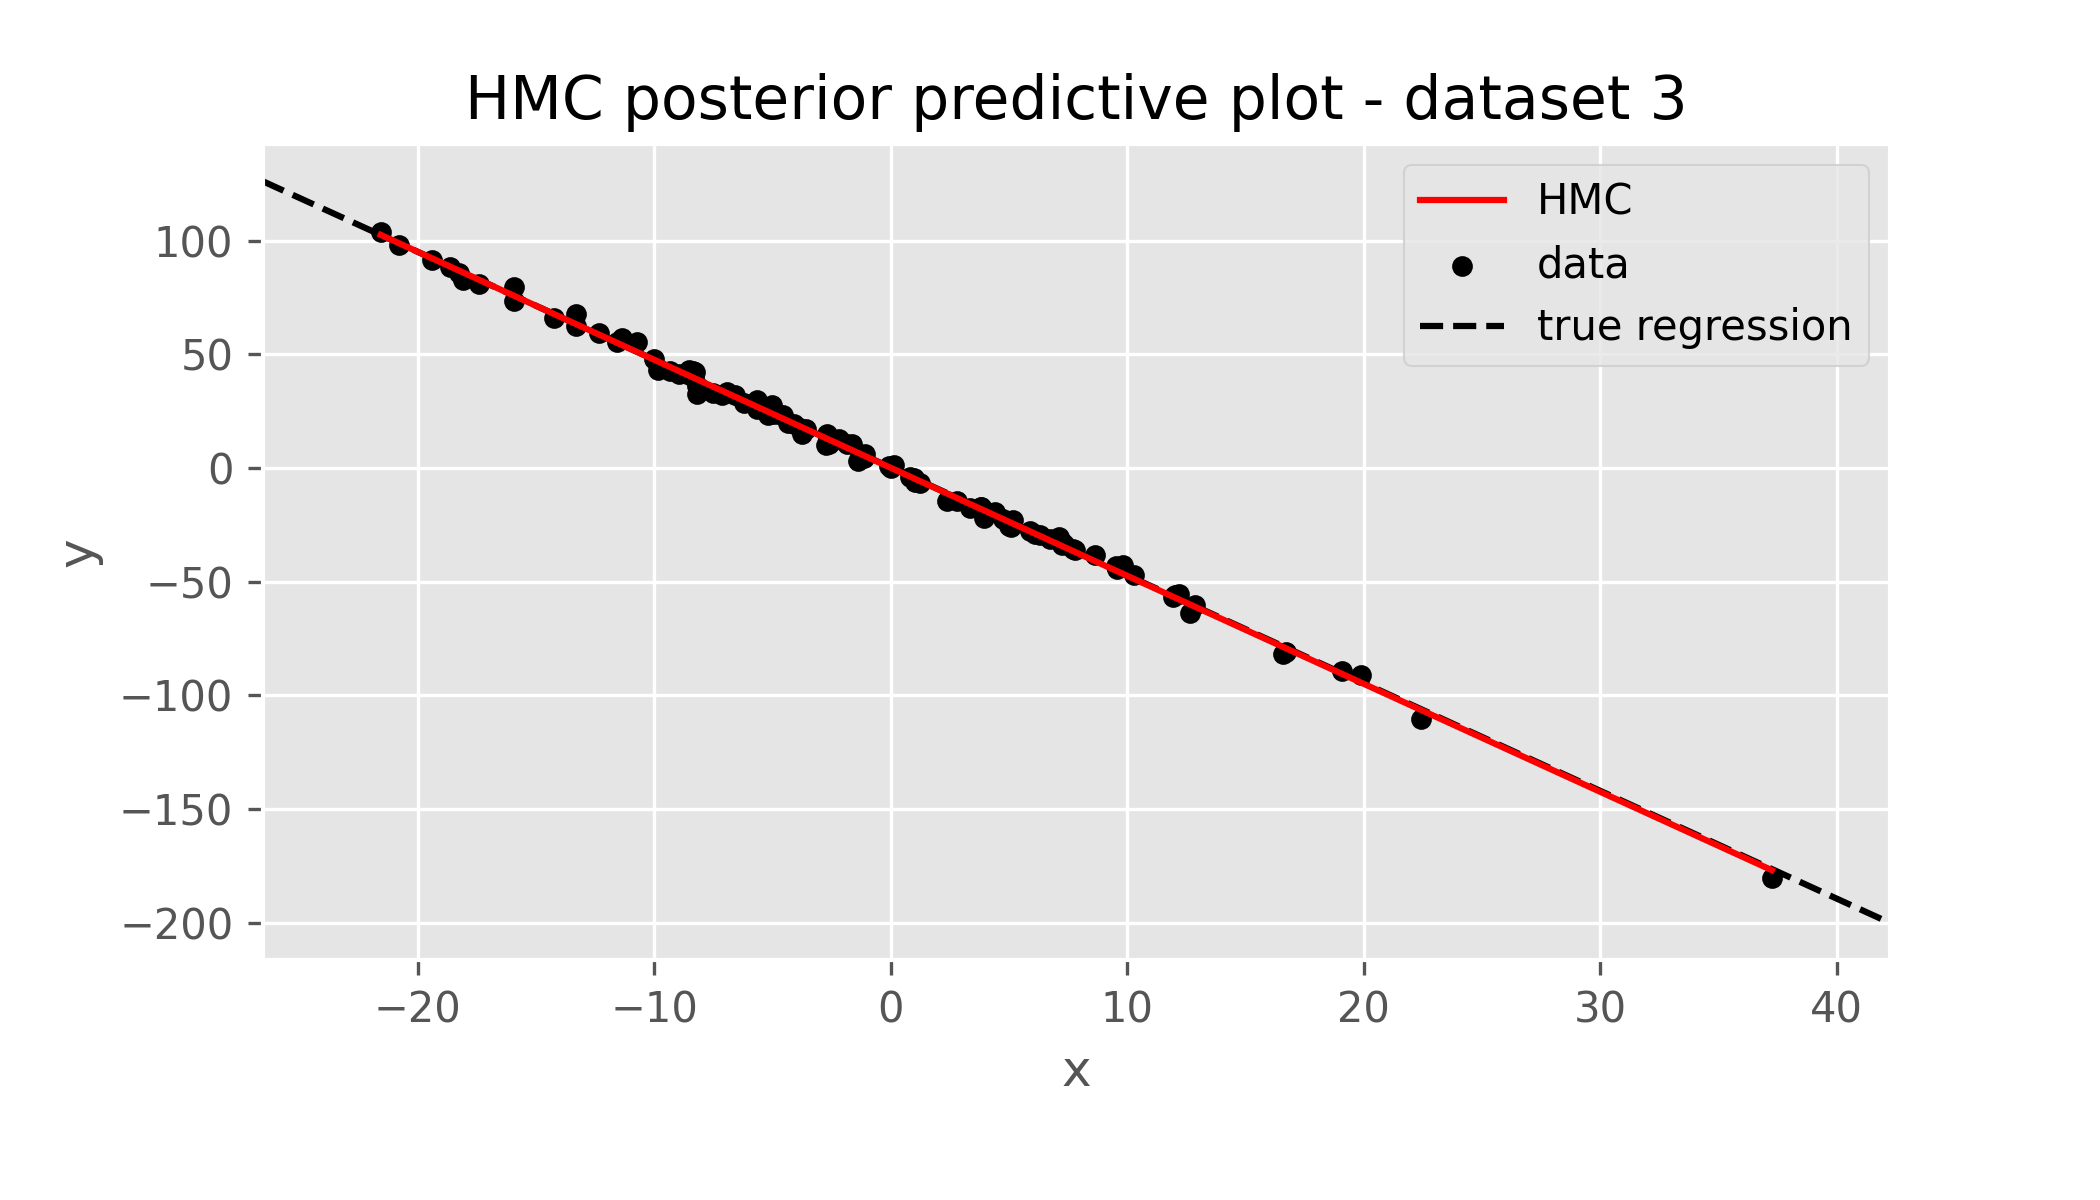 HMC posterior predictive plot - dataset 3
HMC
data
true regression
100
50
0
−50
−100
−150
−200
y
−20
−10
0
10
20
30
40
x